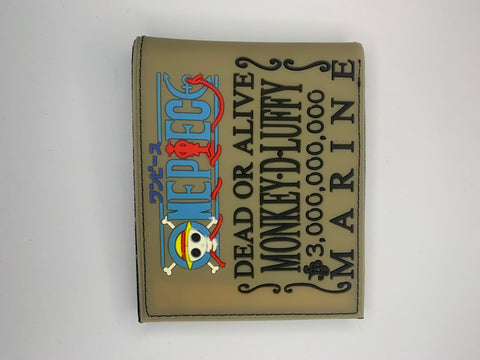 ONE PIECE
ワンピース
DEAD OR ALIVE
MONKEY·D·LUFFY
฿3,000,000,000
MARINE